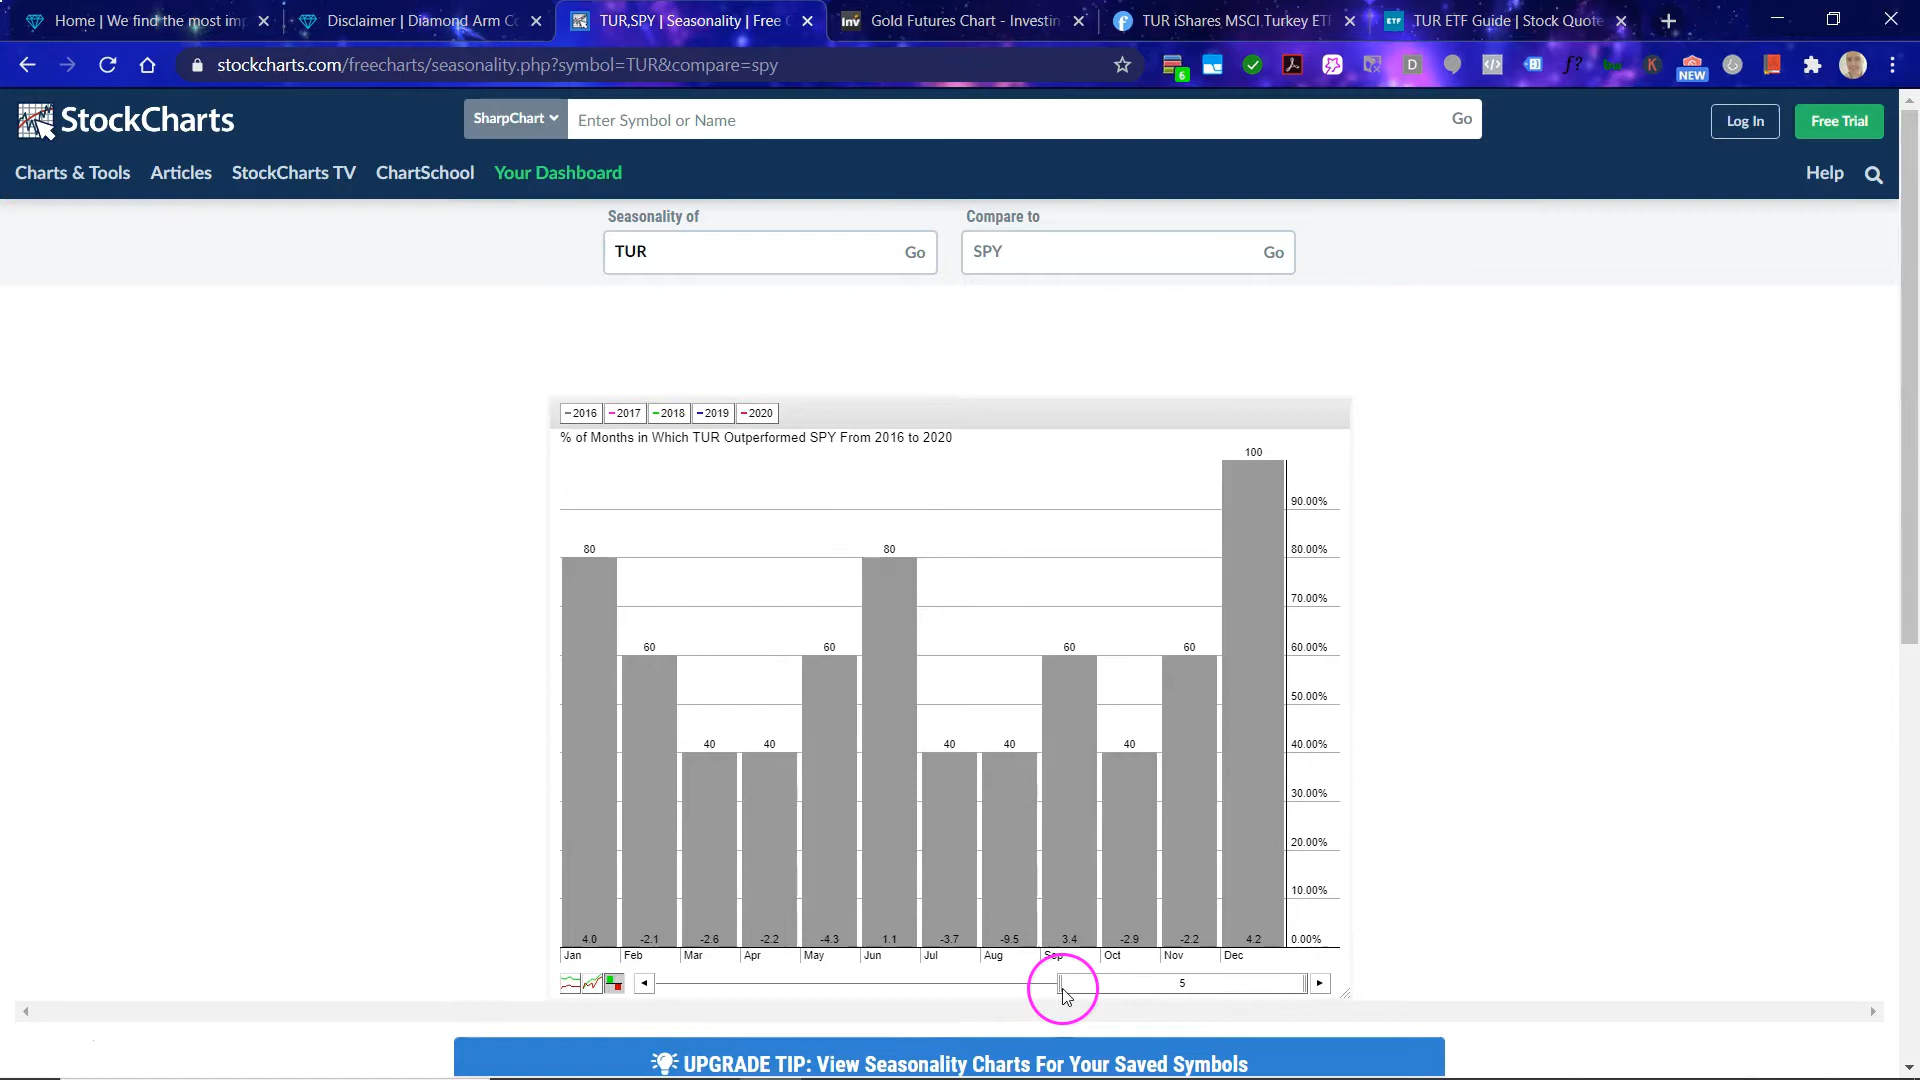 Home | We find the most im
Disclaimer | Diamond Arm Co
TUR,SPY | Seasonality | Free C
Inv
Gold Futures Chart - Investin
TUR iShares MSCI Turkey ETF
ETF
TUR ETF Guide | Stock Quote
stockcharts.com/freecharts/seasonality.php?symbol=TUR&compare=spy
6
D
K
NEW
StockCharts
SharpChart
Enter Symbol or Name
Go
Log In
Free Trial
Charts & Tools
Articles
StockCharts TV
ChartSchool
Your Dashboard
Help
Seasonality of
Compare to
TUR
Go
SPY
Go
2016
2017
2018
2019
2020
% of Months in Which TUR Outperformed SPY From 2016 to 2020
100
90.00%
80
80
80.00%
70.00%
60
60
60
60
60.00%
50.00%
40
40
40
40
40
40.00%
30.00%
20.00%
10.00%
4.0
-2.1
-2.6
-2.2
-4.3
1.1
-3.7
-9.5
3.4
-2.9
-2.2
4.2
0.00%
Jan
Feb
Mar
Apr
May
Jun
Jul
Aug
Sep
Oct
Nov
Dec
5
UPGRADE TIP: View Seasonality Charts For Your Saved Symbols